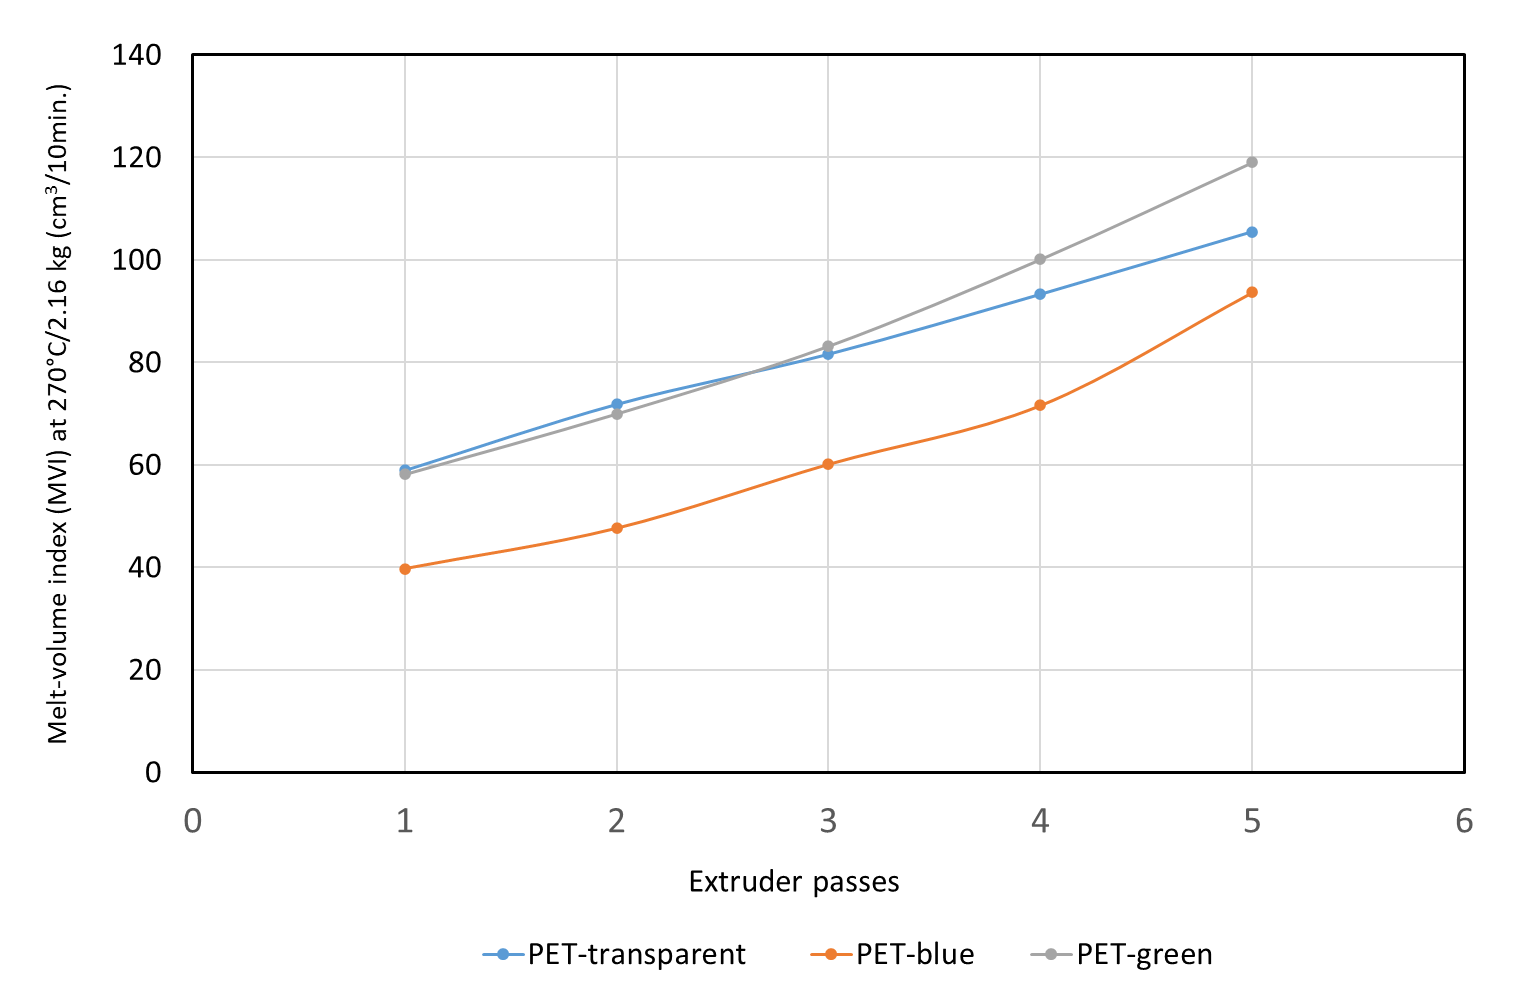 140
120
100
80
60
40
20
0
Melt-volume index (MVI) at 270°C/2.16 kg (cm³/10min.)
0 1 2 3 4 5 6
Extruder passes
PET-transparent PET-blue PET-green